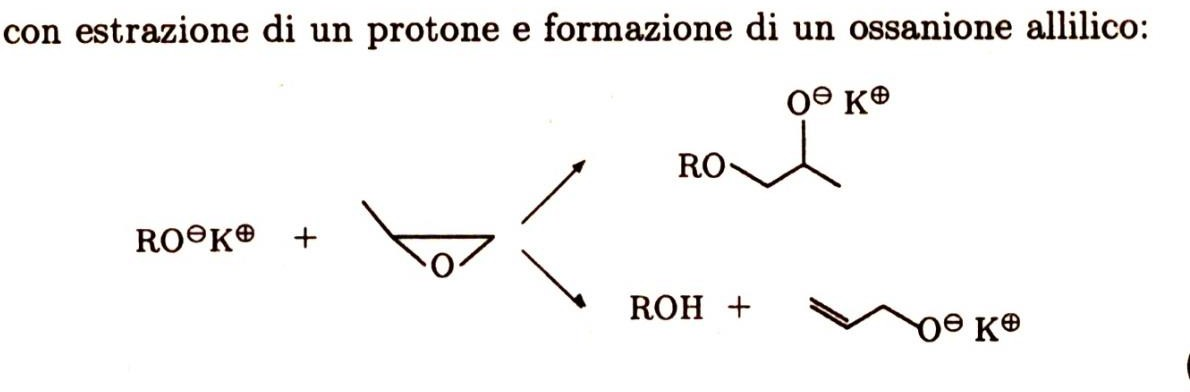 con estrazione di un protone e formazione di un ossanione allilico:
O⊖ K⊕
RO
RO⊖K⊕ +
O
ROH +
O⊖ K⊕